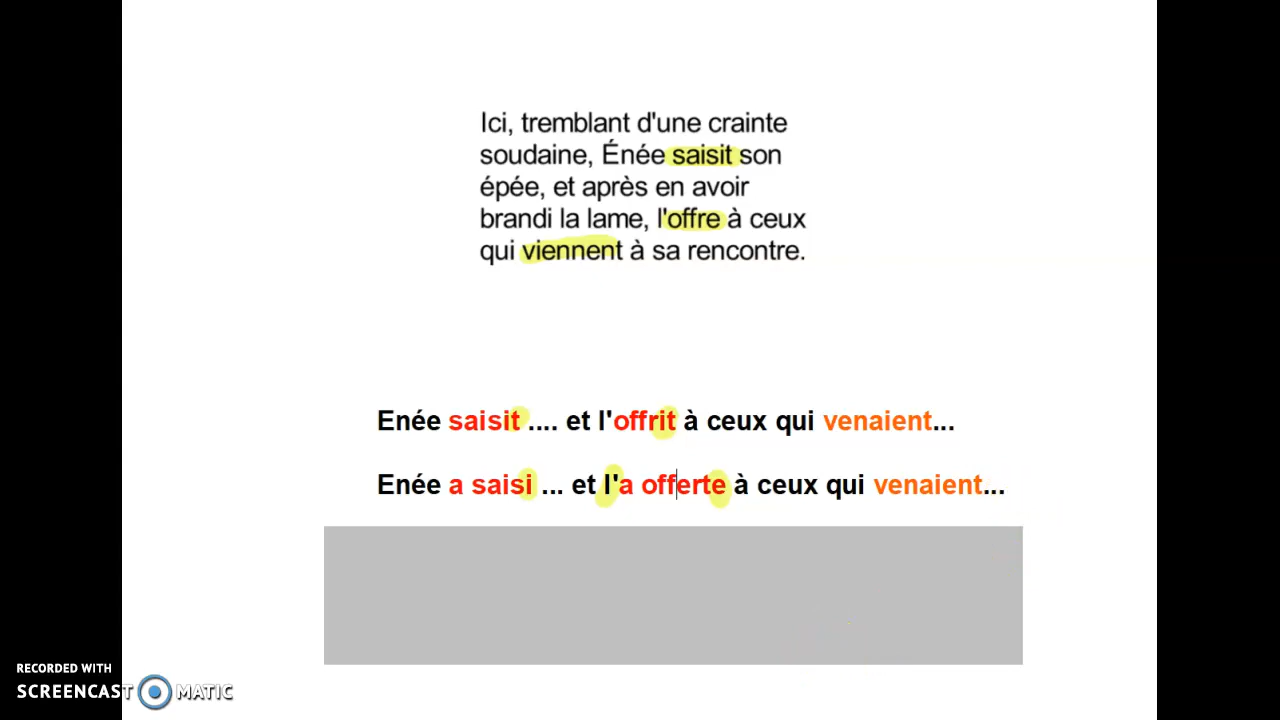 Ici, tremblant d'une crainte
soudaine, Énée saisit son
épée, et après en avoir
brandi la lame, l'offre à ceux
qui viennent à sa rencontre.
Enée saisit .... et l'offrit à ceux qui venaient...
Enée a saisi ... et l'a offerte à ceux qui venaient...
RECORDED WITH
SCREENCAST MATIC